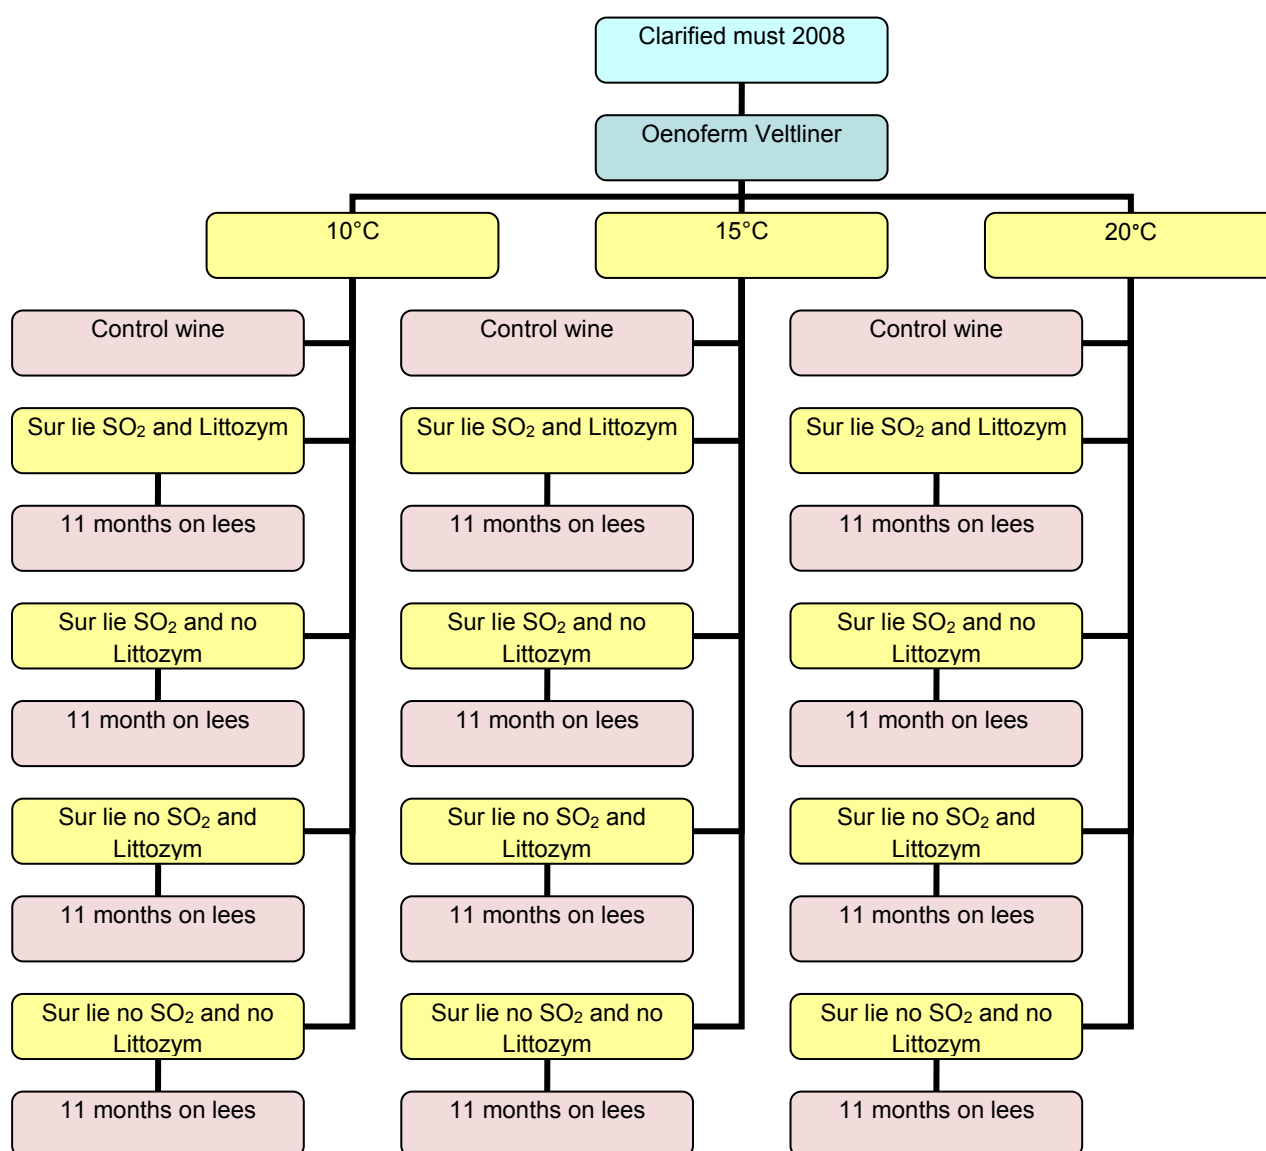 Clarified must 2008
Oenoferm Veltliner
10°C
15°C
20°C
Control wine
Control wine
Control wine
Sur lie SO₂ and Littozym
Sur lie SO₂ and Littozym
Sur lie SO₂ and Littozym
11 months on lees
11 months on lees
11 months on lees
Sur lie SO₂ and no
Littozym
Sur lie SO₂ and no
Littozym
Sur lie SO₂ and no
Littozym
11 month on lees
11 month on lees
11 month on lees
Sur lie no SO₂ and
Littozym
Sur lie no SO₂ and
Littozym
Sur lie no SO₂ and
Littozym
11 months on lees
11 months on lees
11 months on lees
Sur lie no SO₂ and no
Littozym
Sur lie no SO₂ and no
Littozym
Sur lie no SO₂ and no
Littozym
11 months on lees
11 months on lees
11 months on lees